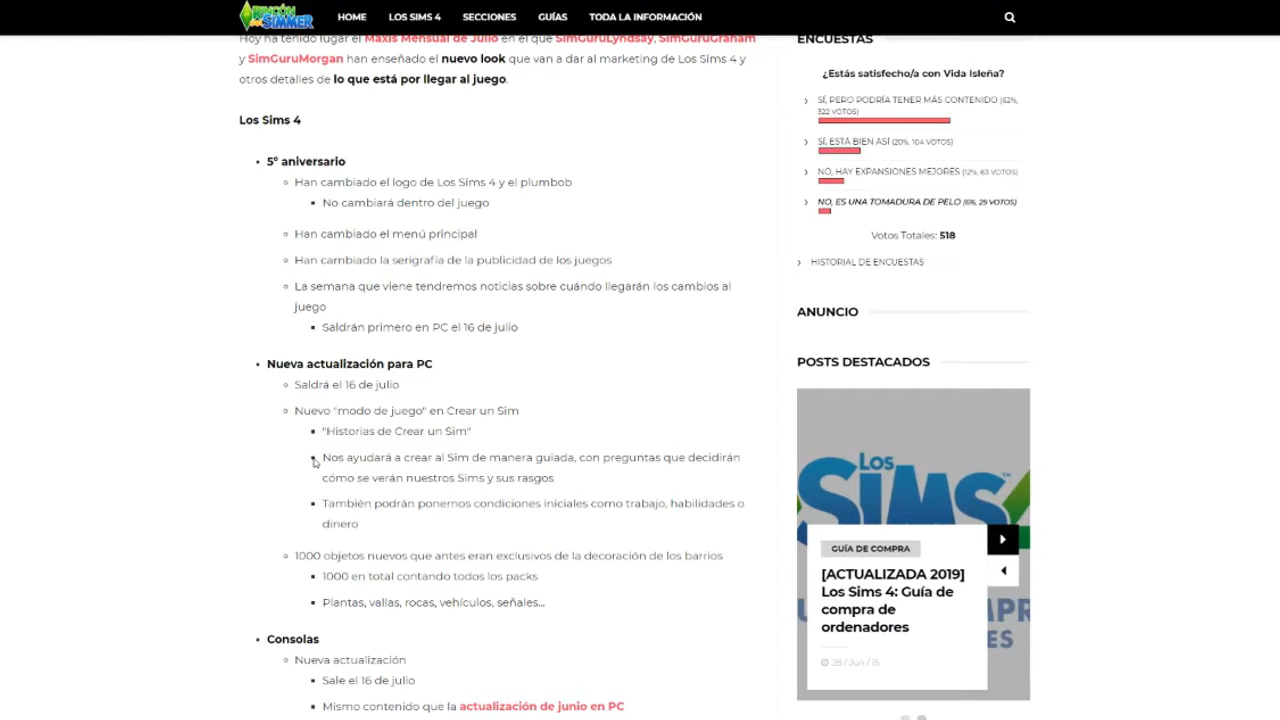 RINCÓN
DEL SIMMER
HOME
LOS SIMS 4
SECCIONES
GUÍAS
TODA LA INFORMACIÓN
Hoy ha tenido lugar el Maxis Mensual de Julio en el que SimGuruLyndsay, SimGuruGraham
y SimGuruMorgan han enseñado el nuevo look que van a dar al marketing de Los Sims 4 y
otros detalles de lo que está por llegar al juego.
Los Sims 4
5º aniversario
Han cambiado el logo de Los Sims 4 y el plumbob
No cambiará dentro del juego
Han cambiado el menú principal
Han cambiado la serigrafía de la publicidad de los juegos
La semana que viene tendremos noticias sobre cuándo llegarán los cambios al
juego
Saldrán primero en PC el 16 de julio
Nueva actualización para PC
Saldrá el 16 de julio
Nuevo "modo de juego" en Crear un Sim
"Historias de Crear un Sim"
Nos ayudará a crear al Sim de manera guiada, con preguntas que decidirán
cómo se verán nuestros Sims y sus rasgos
También podrán ponernos condiciones iniciales como trabajo, habilidades o
dinero
1000 objetos nuevos que antes eran exclusivos de la decoración de los barrios
1000 en total contando todos los packs
Plantas, vallas, rocas, vehículos, señales...
Consolas
Nueva actualización
Sale el 16 de julio
Mismo contenido que la actualización de junio en PC
ENCUESTAS
¿Estás satisfecho/a con Vida Isleña?
SÍ, PERO PODRÍA TENER MÁS CONTENIDO (62%,
322 VOTOS)
SÍ, ESTÁ BIEN ASÍ (20%, 104 VOTOS)
NO, HAY EXPANSIONES MEJORES (12%, 63 VOTOS)
NO, ES UNA TOMADURA DE PELO (6%, 29 VOTOS)
Votos Totales: 518
HISTORIAL DE ENCUESTAS
ANUNCIO
POSTS DESTACADOS
LOS
SIMS
GUÍA DE COMPRA
[ACTUALIZADA 2019]
Los Sims 4: Guía de
compra de
ordenadores
28 / Jun / 15